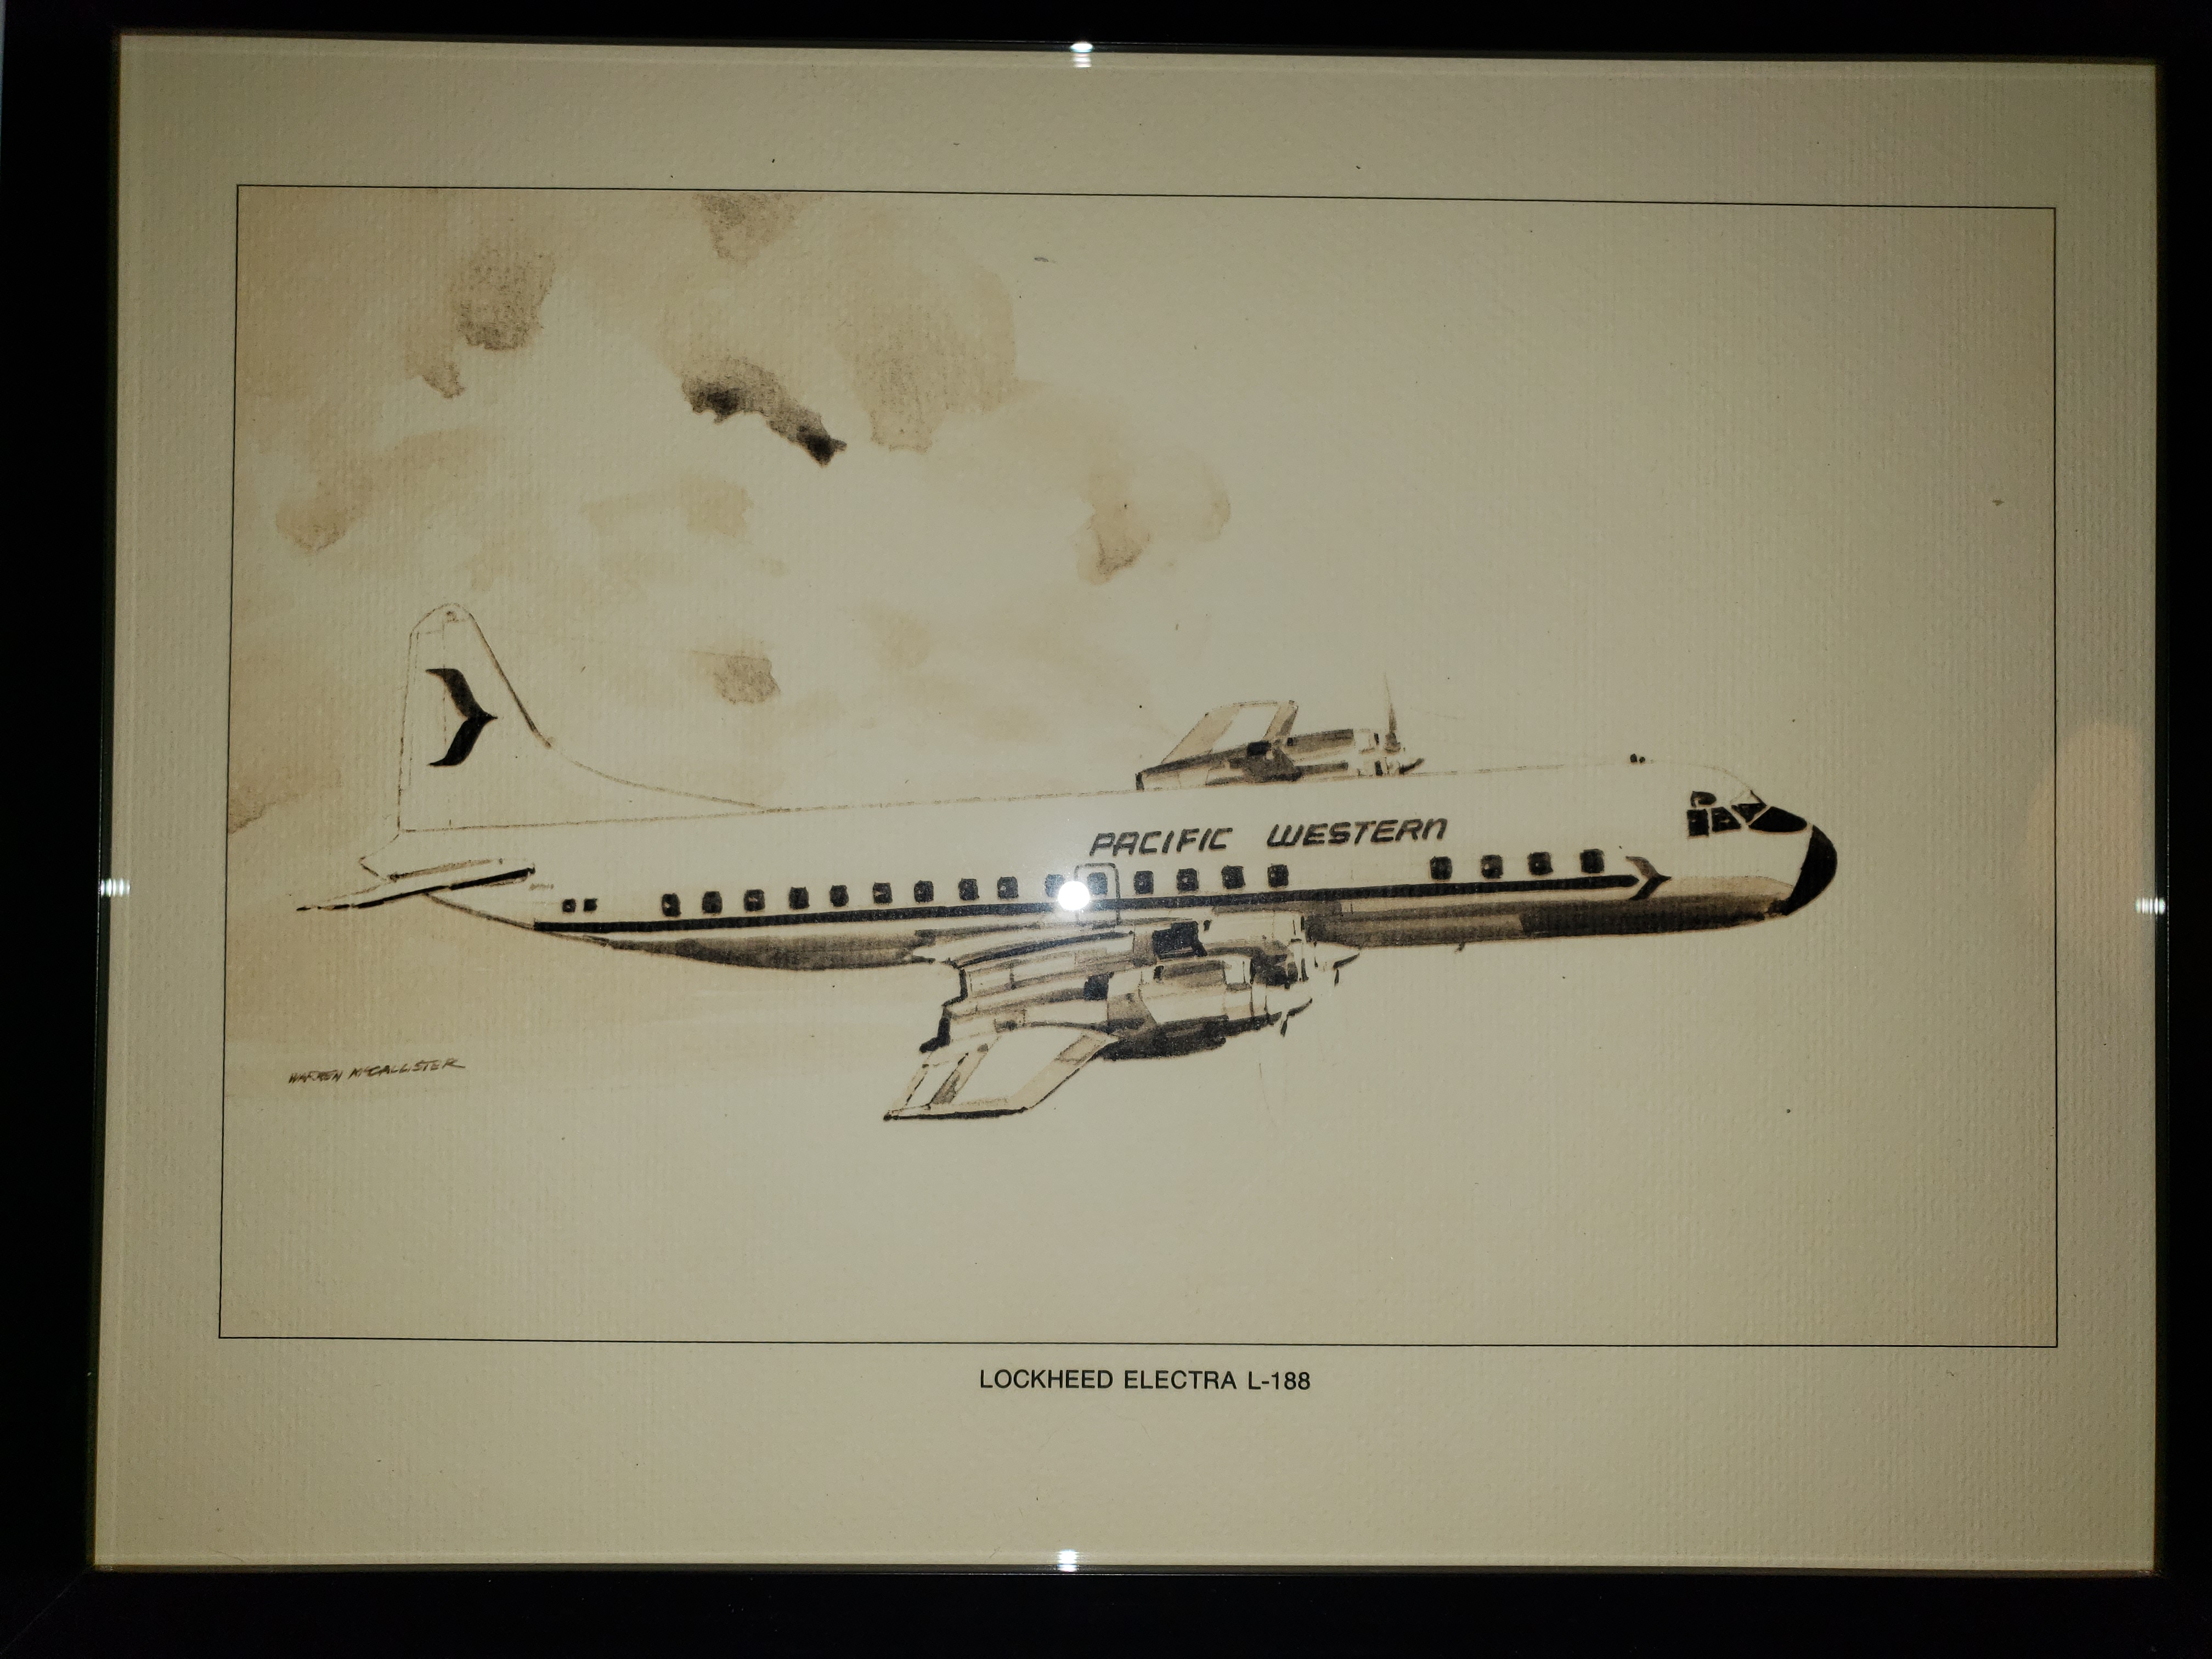 PACIFIC WESTERN
WARREN McCALLISTER
LOCKHEED ELECTRA L-188